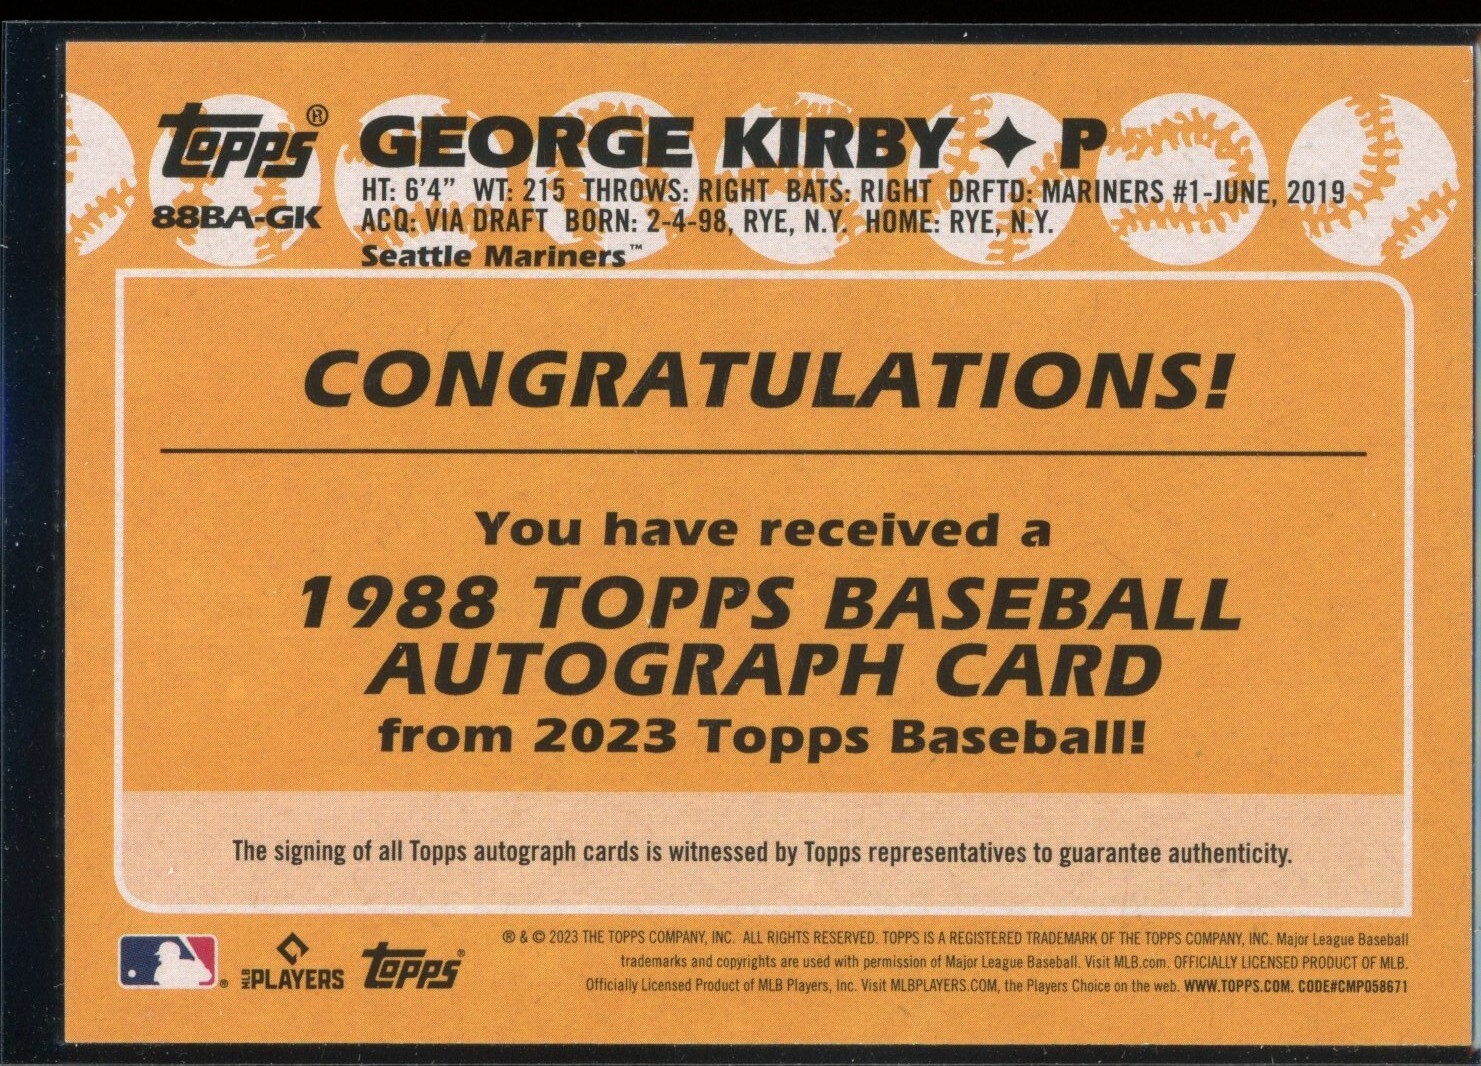 Topps®
88BA-GK
GEORGE KIRBY ✦ P
HT: 6'4" WT: 215 THROWS: RIGHT BATS: RIGHT DRFTD: MARINERS #1-JUNE, 2019
ACQ: VIA DRAFT BORN: 2-4-98, RYE, N.Y. HOME: RYE, N.Y.
Seattle Mariners™
CONGRATULATIONS!
You have received a
1988 TOPPS BASEBALL
AUTOGRAPH CARD
from 2023 Topps Baseball!
The signing of all Topps autograph cards is witnessed by Topps representatives to guarantee authenticity.
® MLB PLAYERS Topps®
® & © 2023 THE TOPPS COMPANY, INC. ALL RIGHTS RESERVED. TOPPS IS A REGISTERED TRADEMARK OF THE TOPPS COMPANY, INC. Major League Baseball
trademarks and copyrights are used with permission of Major League Baseball. Visit MLB.com. OFFICIALLY LICENSED PRODUCT OF MLB.
Officially Licensed Product of MLB Players, Inc. Visit MLBPLAYERS.COM, the Players Choice on the web. WWW.TOPPS.COM. CODE#CMP058671